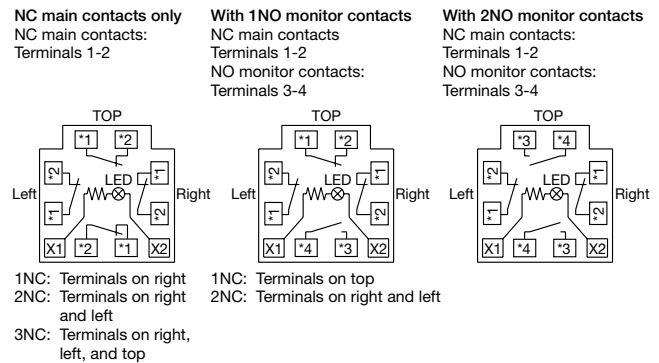 NC main contacts only
NC main contacts:
Terminals 1-2
TOP
*1 *2
*2 LED *1
Left Right
*1 *2
X1 *2 *1 X2
1NC: Terminals on right
2NC: Terminals on right
and left
3NC: Terminals on right,
left, and top
With 1NO monitor contacts
NC main contacts
Terminals 1-2
NO monitor contacts:
Terminals 3-4
TOP
*1 *2
*2 LED *1
Left Right
*1 *2
X1 *4 *3 X2
1NC: Terminals on top
2NC: Terminals on right and left
With 2NO monitor contacts
NC main contacts:
Terminals 1-2
NO monitor contacts:
Terminals 3-4
TOP
*3 *4
*2 LED *1
Left Right
*1 *2
X1 *4 *3 X2